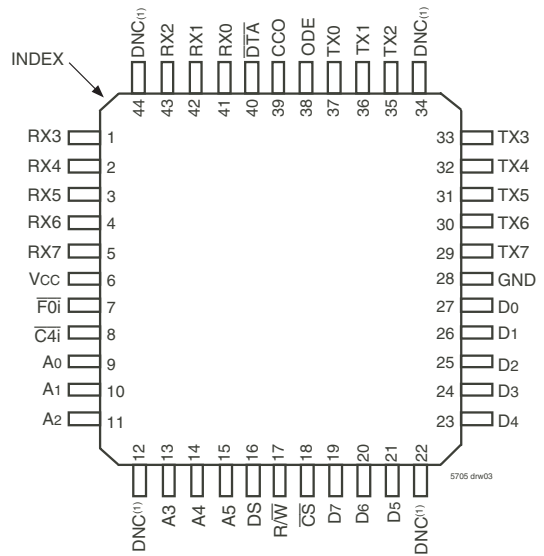 DNC(1) RX2 RX1 RX0 D̅T̅A̅ CCO ODE TX0 TX1 TX2 DNC(1)
INDEX
44 43 42 41 40 39 38 37 36 35 34
RX3 1 33 TX3
RX4 2 32 TX4
RX5 3 31 TX5
RX6 4 30 TX6
RX7 5 29 TX7
VCC 6 28 GND
F̅0̅i̅ 7 27 D0
C̅4̅i̅ 8 26 D1
A0 9 25 D2
A1 10 24 D3
A2 11 23 D4
12 13 14 15 16 17 18 19 20 21 22
5705 drw03
DNC(1) A3 A4 A5 DS R/W̅ C̅S̅ D7 D6 D5 DNC(1)